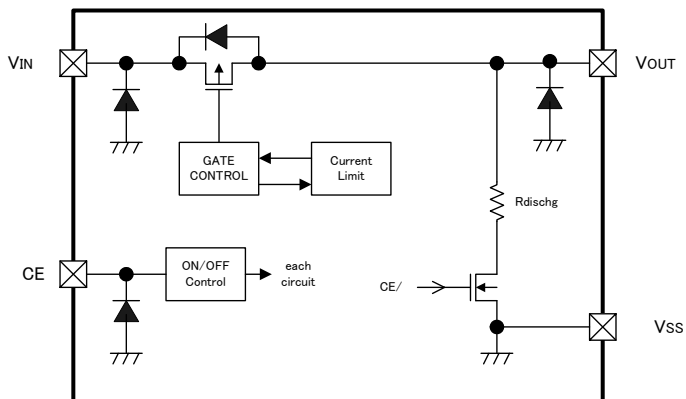 VIN
VOUT
GATE
CONTROL
Current
Limit
Rdischg
CE
ON/OFF
Control
each
circuit
CE/
VSS